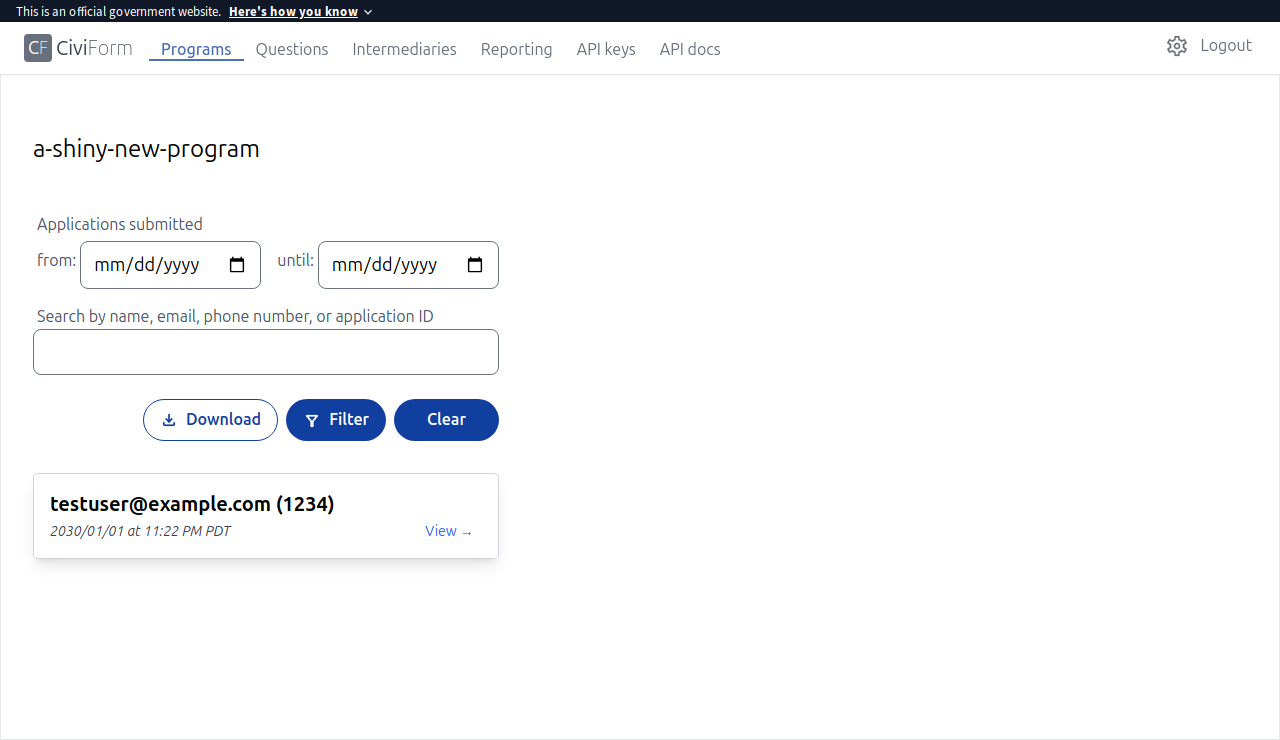 This is an official government website. Here's how you know
CF CiviForm Programs Questions Intermediaries Reporting API keys API docs Logout
a-shiny-new-program
Applications submitted
from: mm/dd/yyyy until: mm/dd/yyyy
Search by name, email, phone number, or application ID
Download Filter Clear
testuser@example.com (1234)
2030/01/01 at 11:22 PM PDT View →